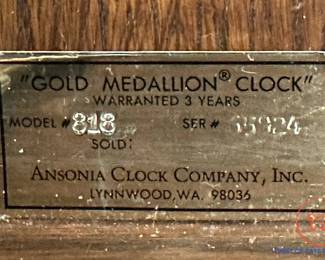 "GOLD MEDALLION® CLOCK"
WARRANTED 3 YEARS
MODEL # 818 SER #
SOLD:
ANSONIA CLOCK COMPANY, INC.
LYNNWOOD, WA. 98036